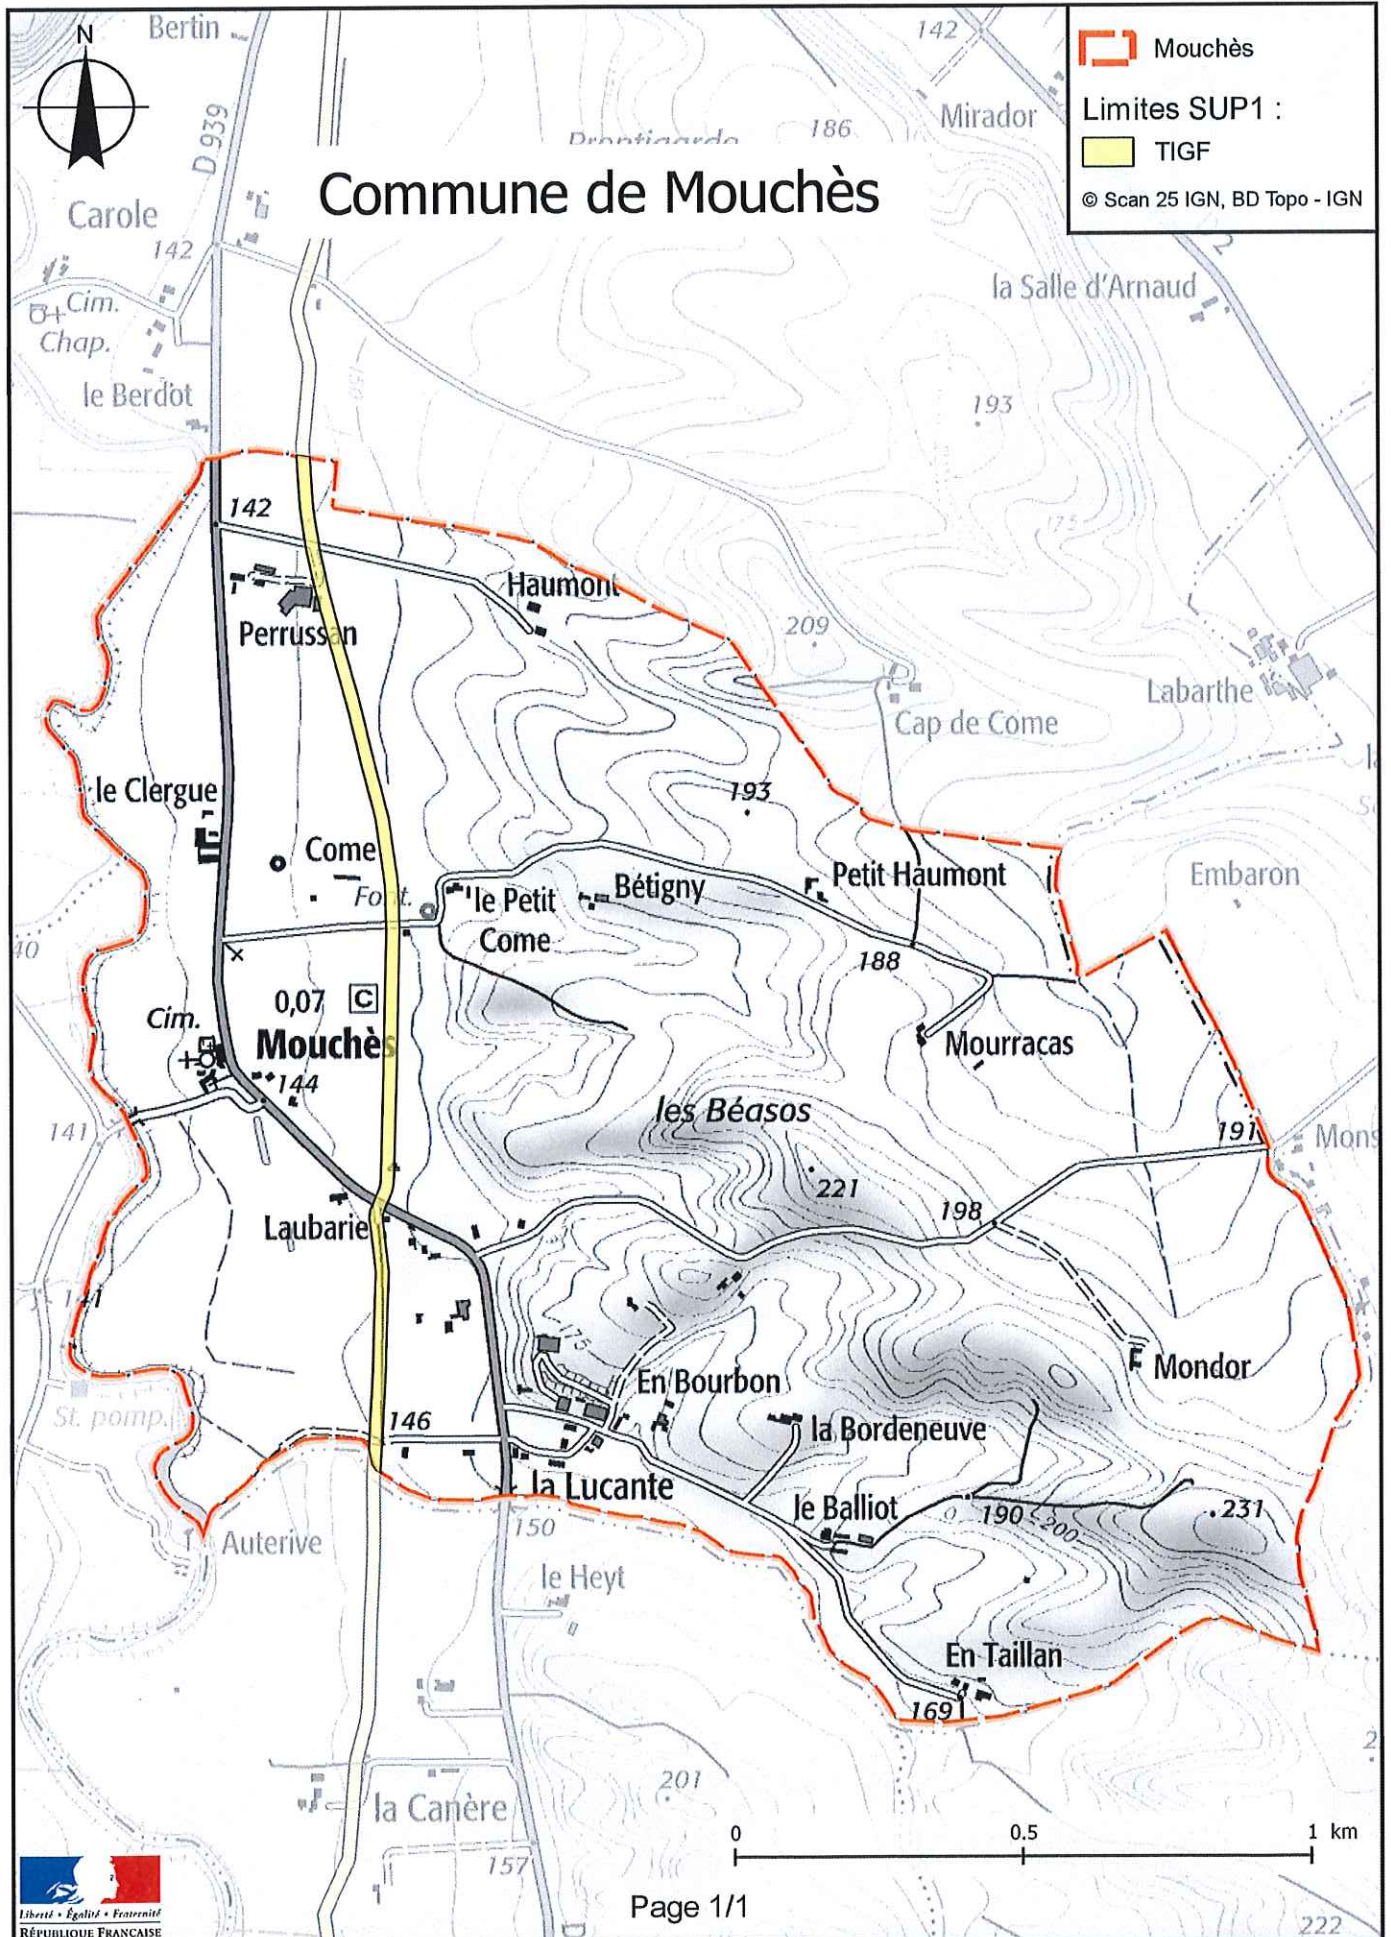 N
Bertin
142
Mouchès
Mirador
Limites SUP1 :
D 939
186
TIGF
Commune de Mouchès
© Scan 25 IGN, BD Topo - IGN
Carole
142
la Salle d'Arnaud
Cim.
Chap.
le Berdot
193
142
175
Haumont
209
Perrussan
Labarthe
Cap de Come
le Clergue
193
Come
Petit Haumont
Embaron
Font.
le Petit
Come
Bétigny
188
0,07 C
Cim.
Mouchès
Mourracas
144
les Béasos
141
191
Mons
221
198
Laubarie
141
175
Mondor
En Bourbon
St. pomp.
146
la Bordeneuve
la Lucante
le Balliot
190
200
231
150
Auterive
le Heyt
En Taillan
169
201
la Canère
0 0.5 1 km
157
Page 1/1
Liberté • Égalité • Fraternité
RÉPUBLIQUE FRANÇAISE
222